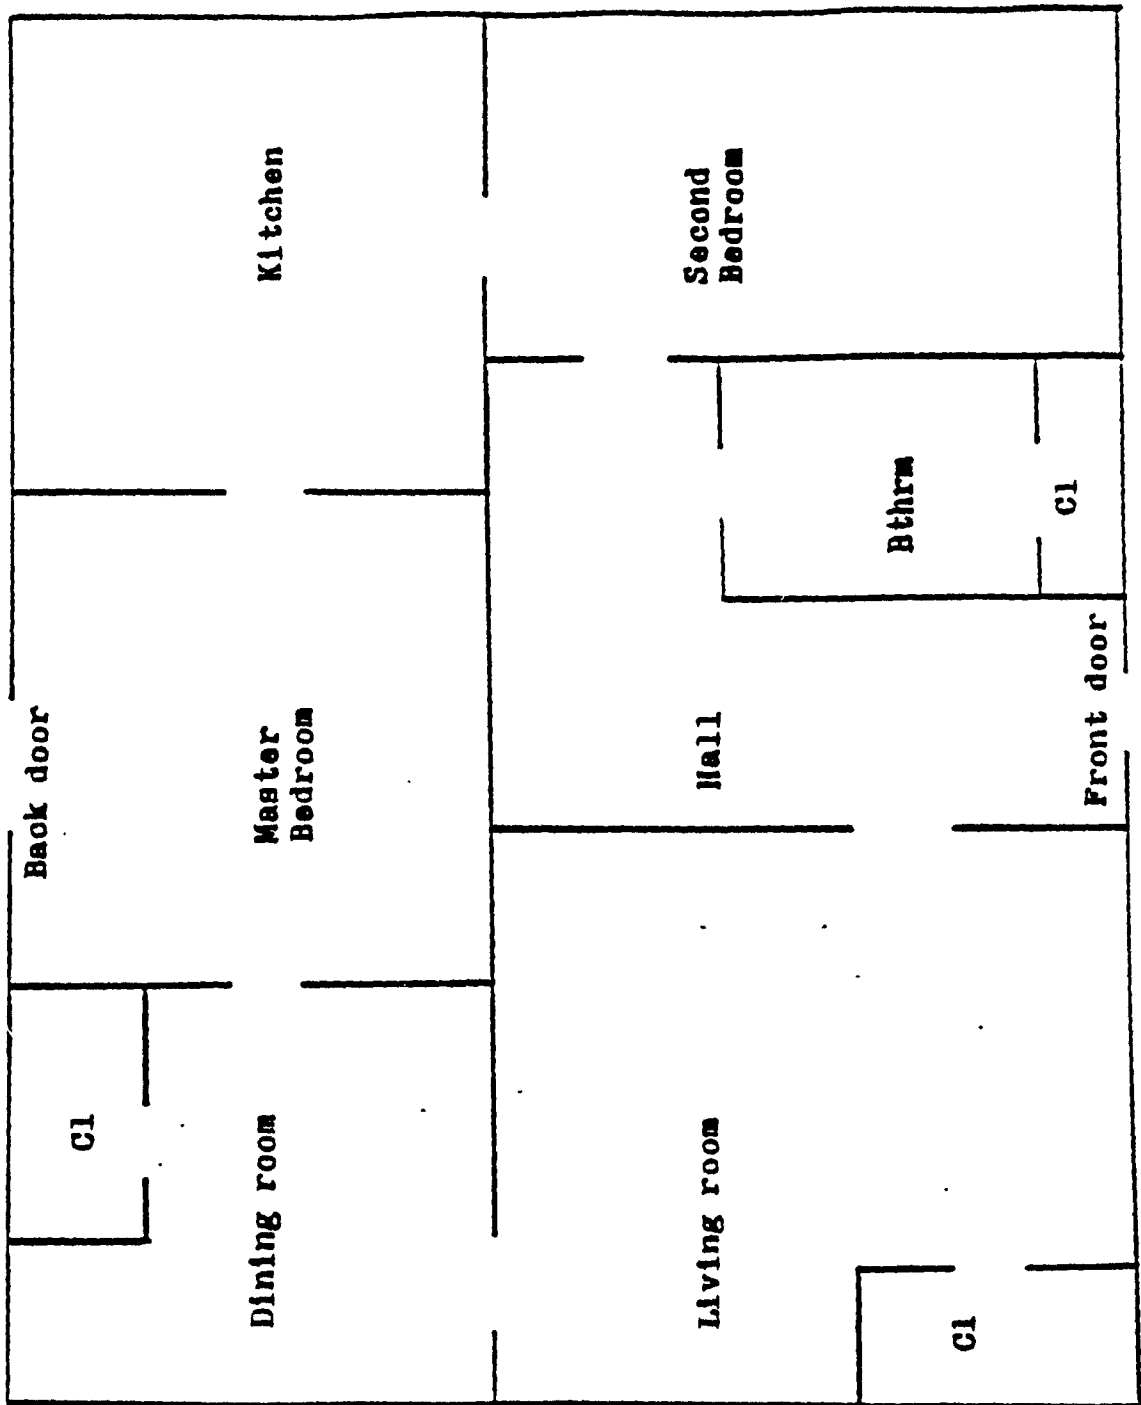 Back door
Cl
Dining room
Master
Bedroom
Kitchen
Living room
Hall
Second
Bedroom
Bthrm
Cl
Front door
Cl